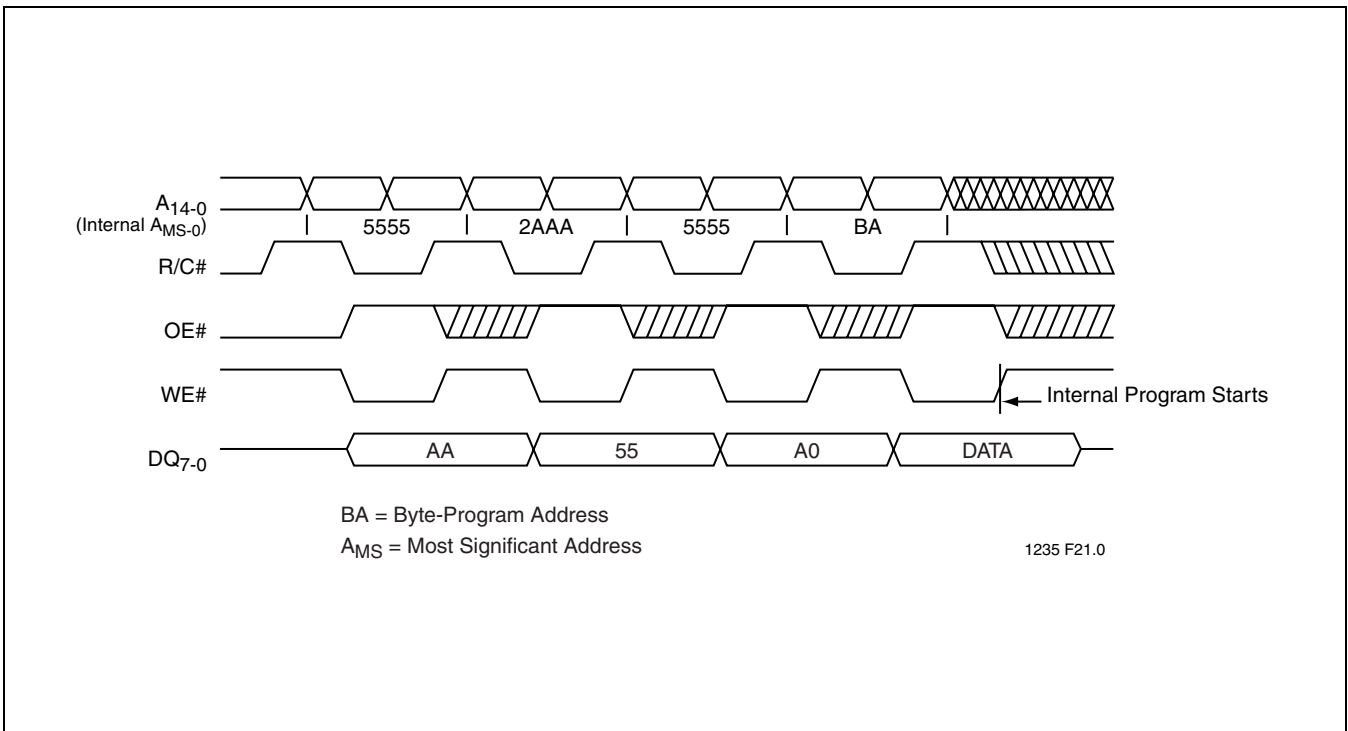 A14-0
(Internal AMS-0)
5555 2AAA 5555 BA
R/C#
OE#
WE#
Internal Program Starts
DQ7-0
AA 55 A0 DATA
BA = Byte-Program Address
AMS = Most Significant Address
1235 F21.0